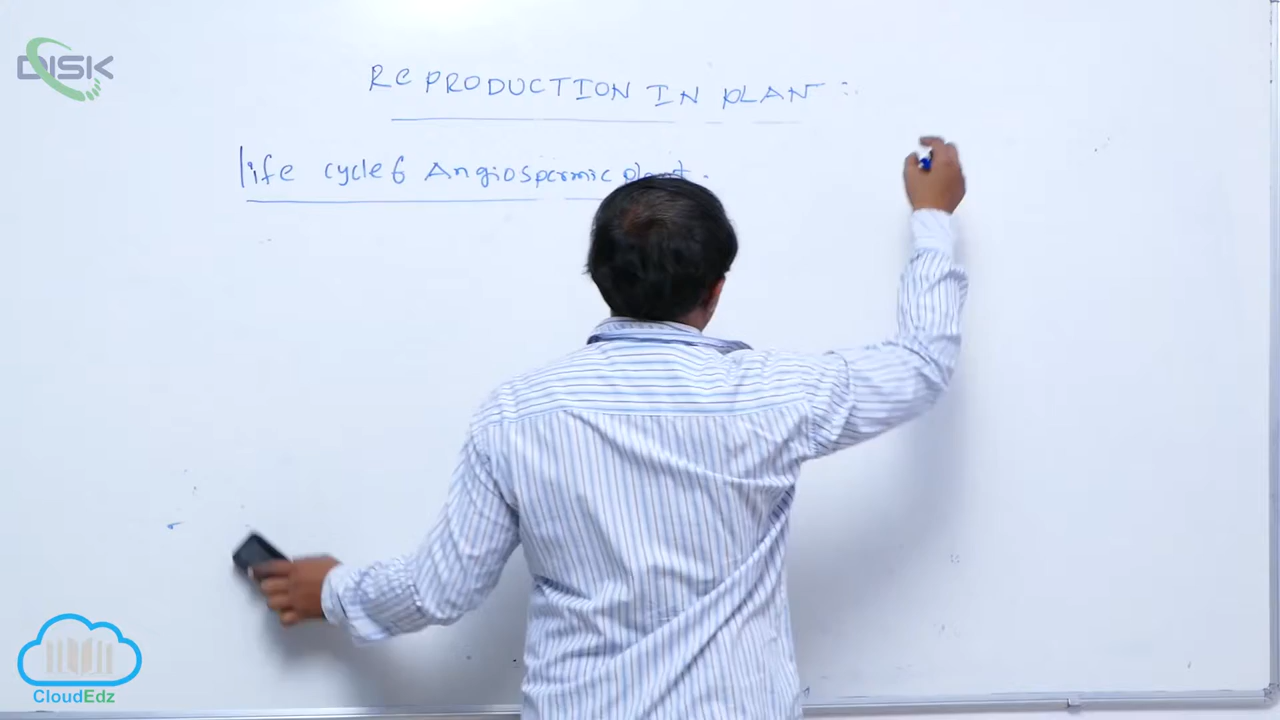 DISK
REPRODUCTION IN PLANT :-
life cycle of Angiospermic plant.
CloudEdz